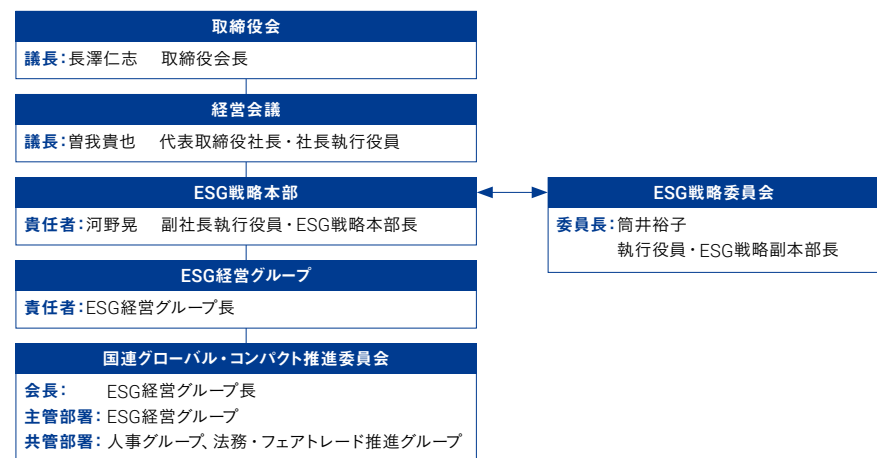 取締役会
議長：長澤仁志　取締役会長
経営会議
議長：曽我貴也　代表取締役社長・社長執行役員
ESG戦略本部
責任者：河野晃　副社長執行役員・ESG戦略本部長
ESG戦略委員会
委員長：筒井裕子
執行役員・ESG戦略副本部長
ESG経営グループ
責任者：ESG経営グループ長
国連グローバル・コンパクト推進委員会
会長：　ESG経営グループ長
主管部署：ESG経営グループ
共管部署：人事グループ、法務・フェアトレード推進グループ